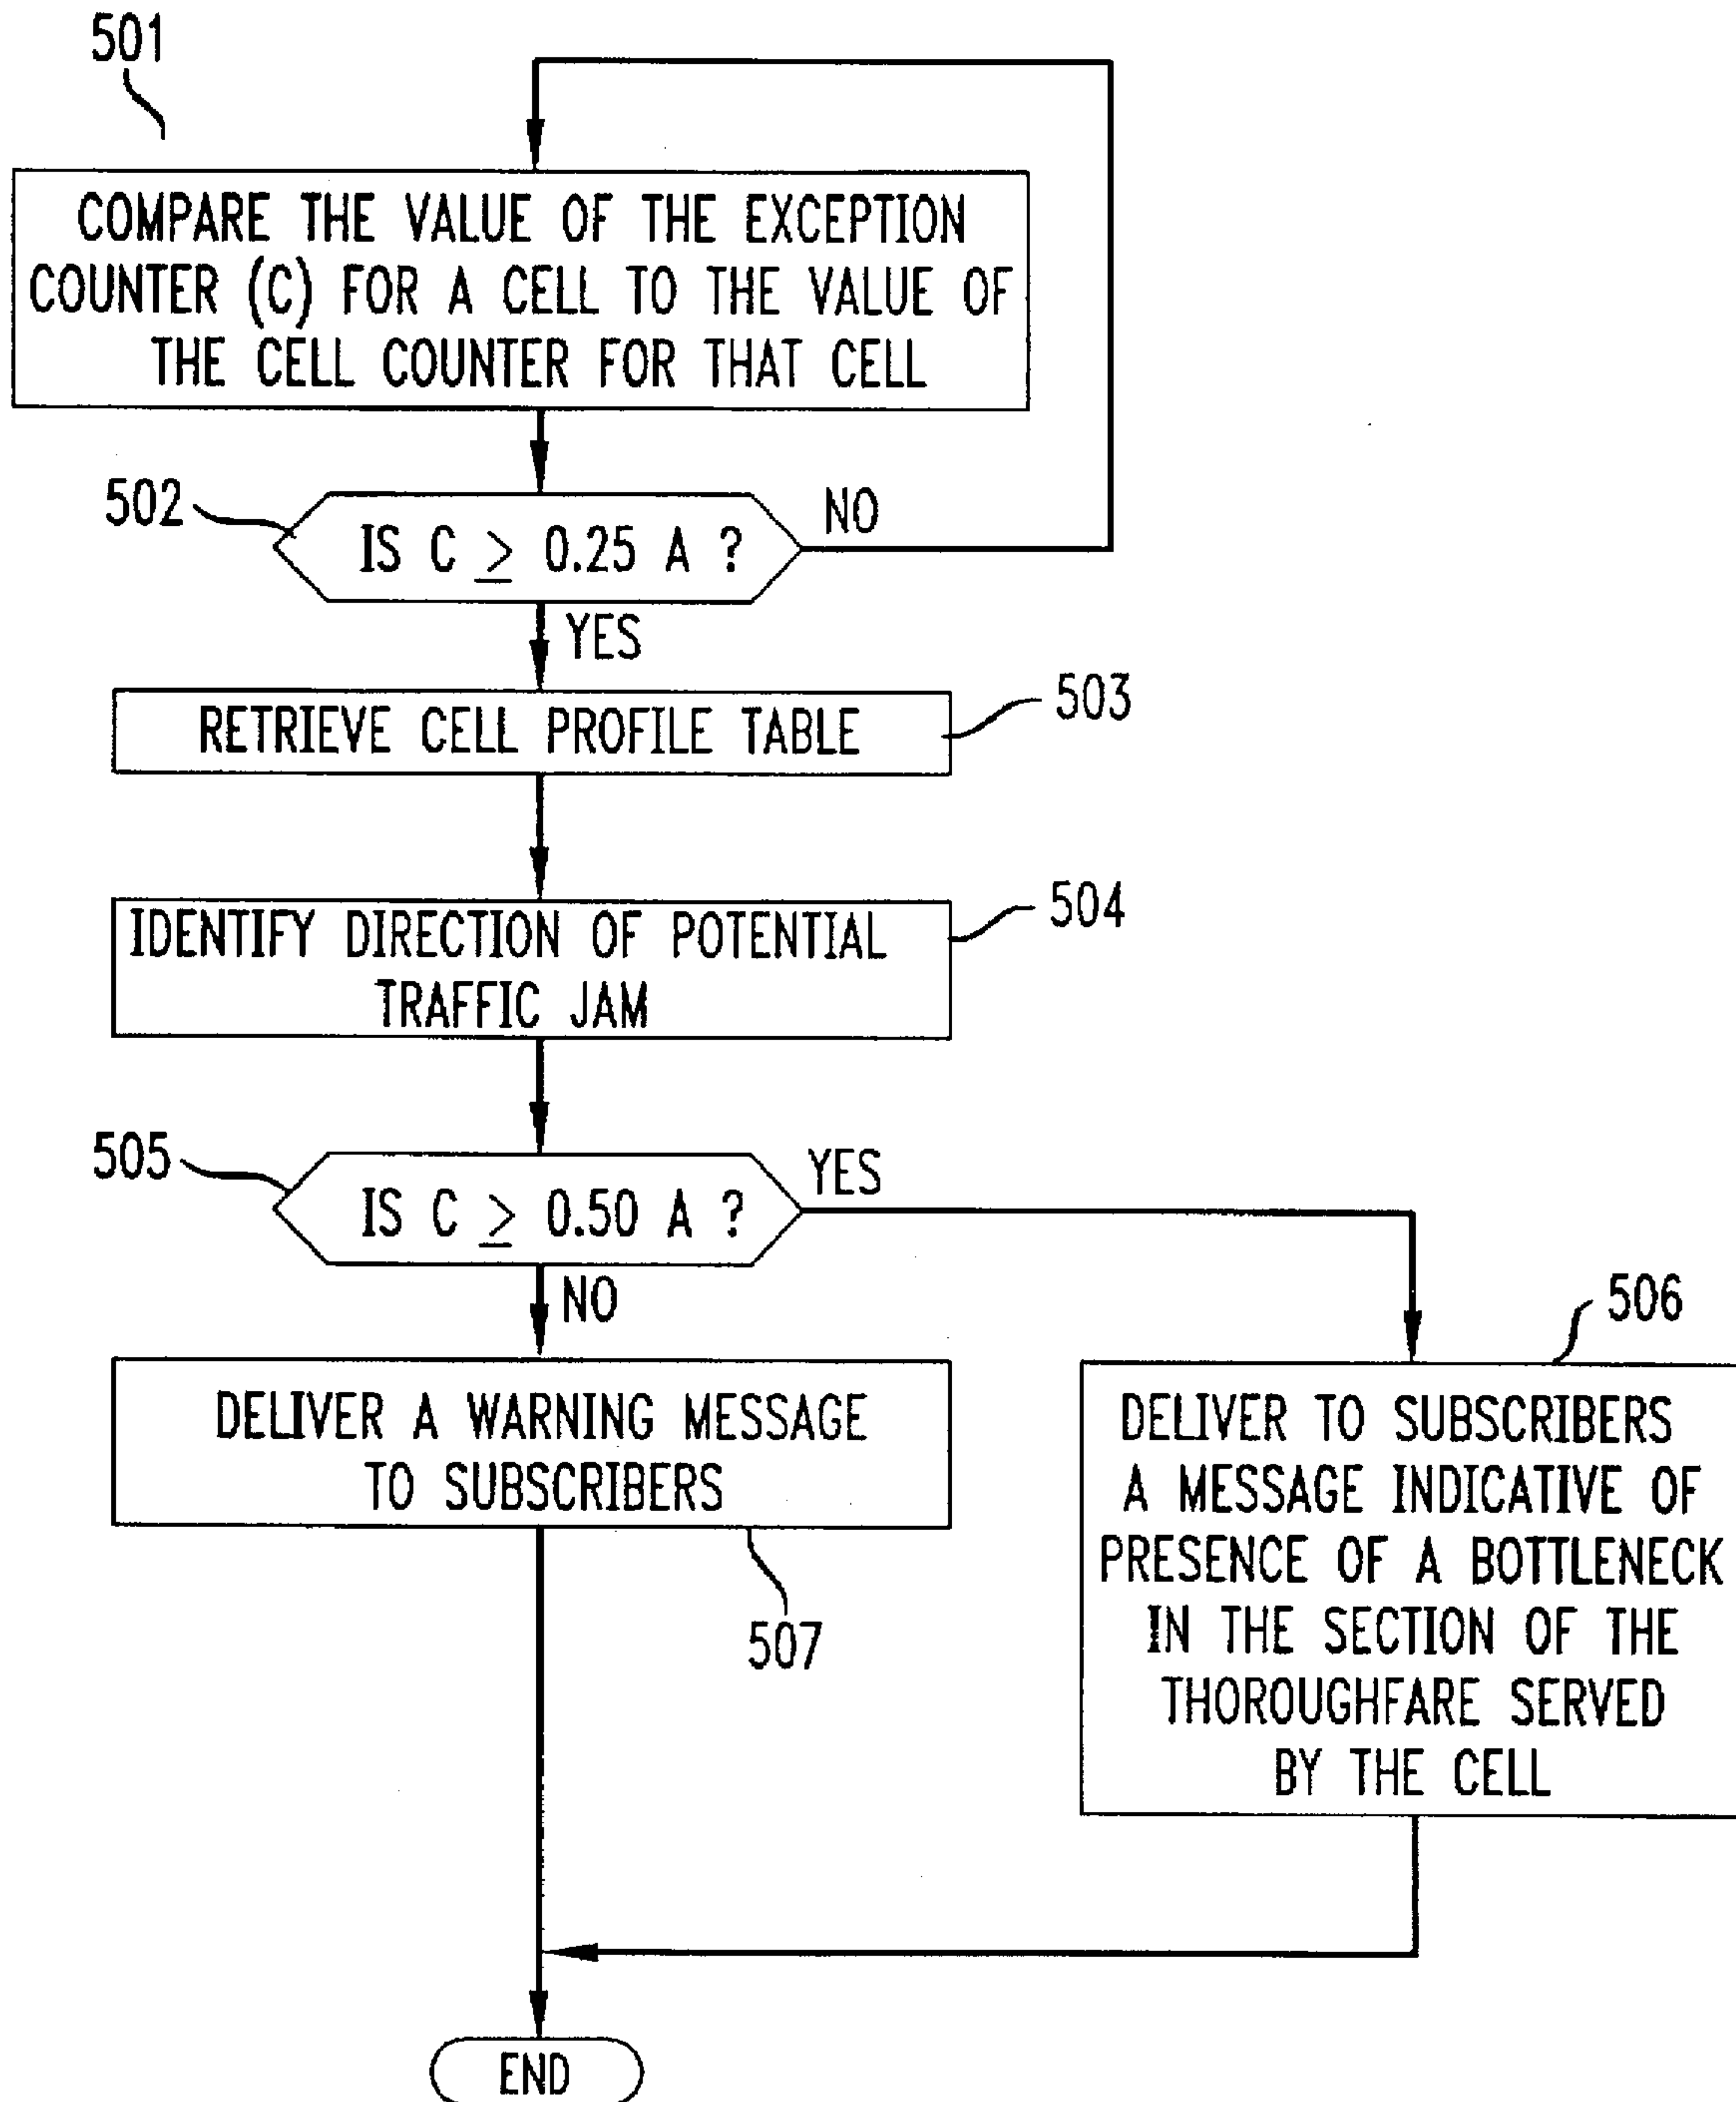 501
COMPARE THE VALUE OF THE EXCEPTION
COUNTER (C) FOR A CELL TO THE VALUE OF
THE CELL COUNTER FOR THAT CELL
502
IS C ≥ 0.25 A ?
NO
YES
RETRIEVE CELL PROFILE TABLE
503
IDENTIFY DIRECTION OF POTENTIAL
TRAFFIC JAM
504
505
IS C ≥ 0.50 A ?
YES
NO
DELIVER A WARNING MESSAGE
TO SUBSCRIBERS
507
506
DELIVER TO SUBSCRIBERS
A MESSAGE INDICATIVE OF
PRESENCE OF A BOTTLENECK
IN THE SECTION OF THE
THOROUGHFARE SERVED
BY THE CELL
END